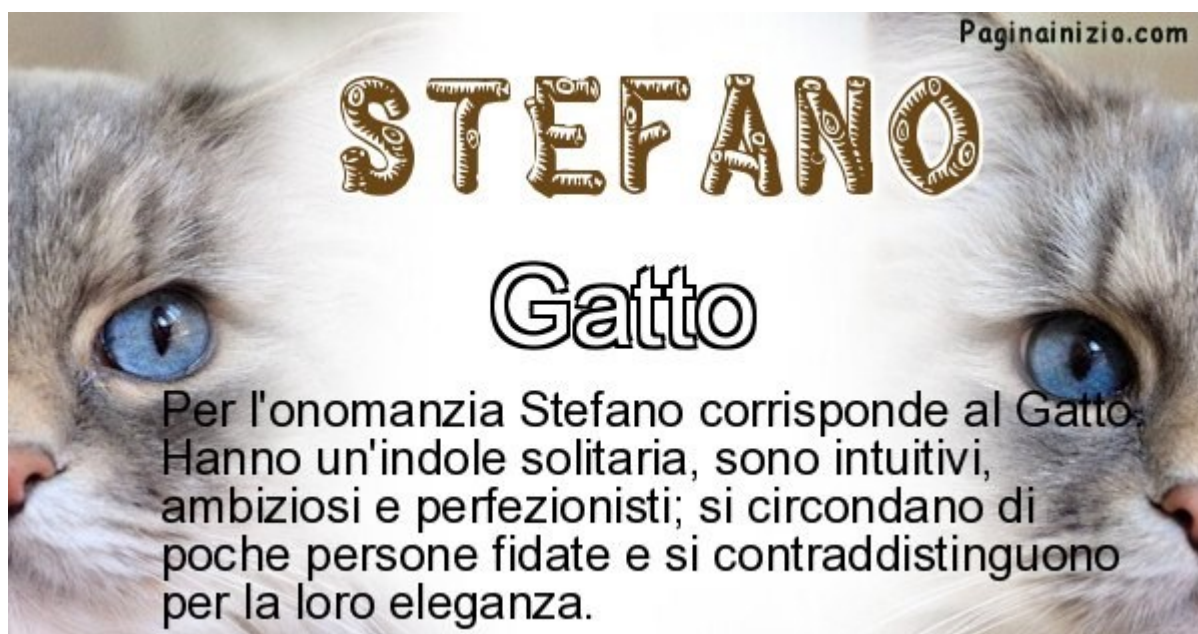 Paginainizio.com
STEFANO
Gatto
Per l'onomanzia Stefano corrisponde al Gatto.
Hanno un'indole solitaria, sono intuitivi,
ambiziosi e perfezionisti; si circondano di
poche persone fidate e si contraddistinguono
per la loro eleganza.